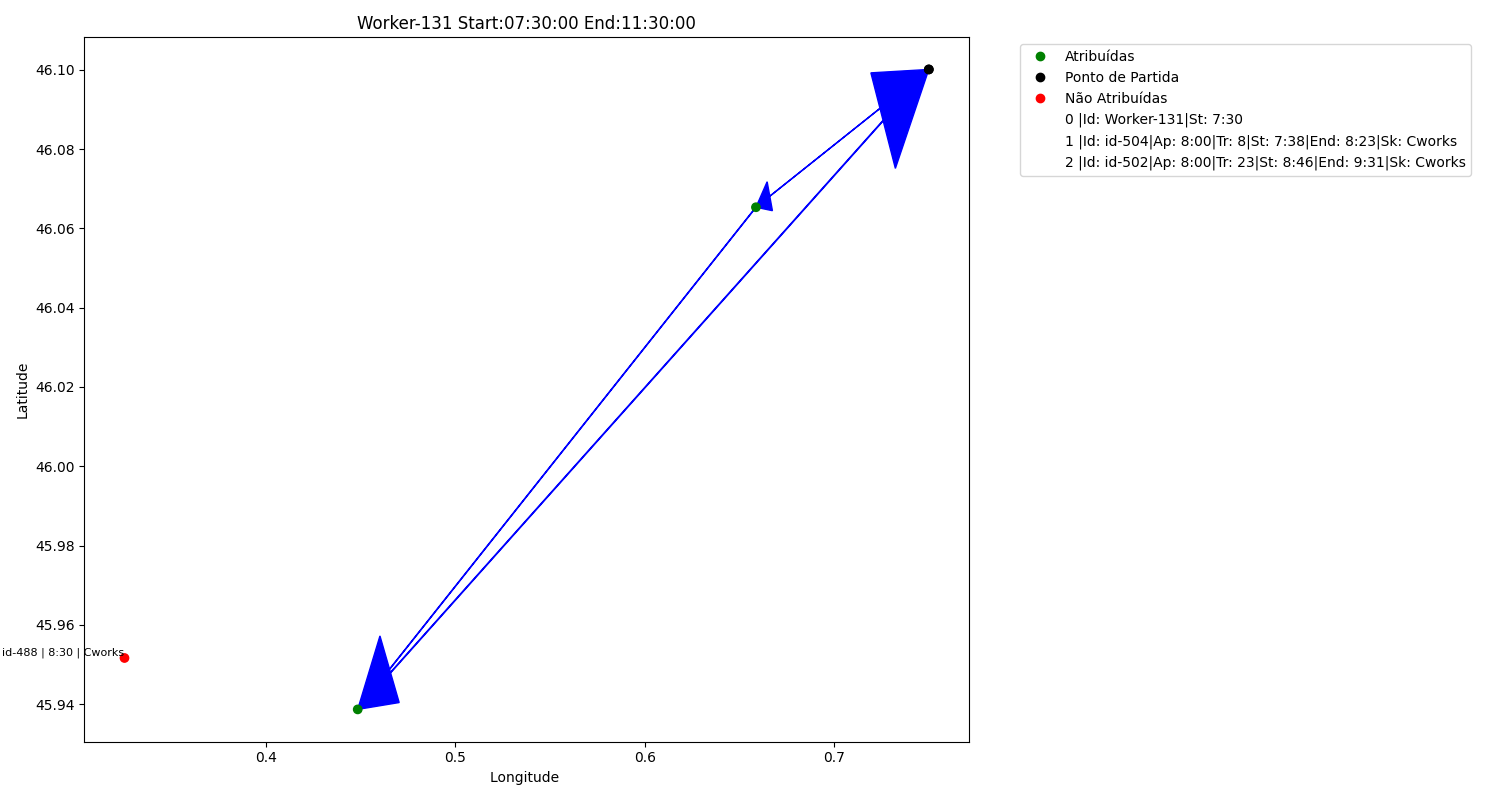 Worker-131 Start:07:30:00 End:11:30:00
46.10
46.08
46.06
46.04
46.02
46.00
45.98
45.96
45.94
Latitude
id-488 | 8:30 | Cworks
0.4
0.5
0.6
0.7
Longitude
Atribuídas
Ponto de Partida
Não Atribuídas
0 |Id: Worker-131|St: 7:30
1 |Id: id-504|Ap: 8:00|Tr: 8|St: 7:38|End: 8:23|Sk: Cworks
2 |Id: id-502|Ap: 8:00|Tr: 23|St: 8:46|End: 9:31|Sk: Cworks